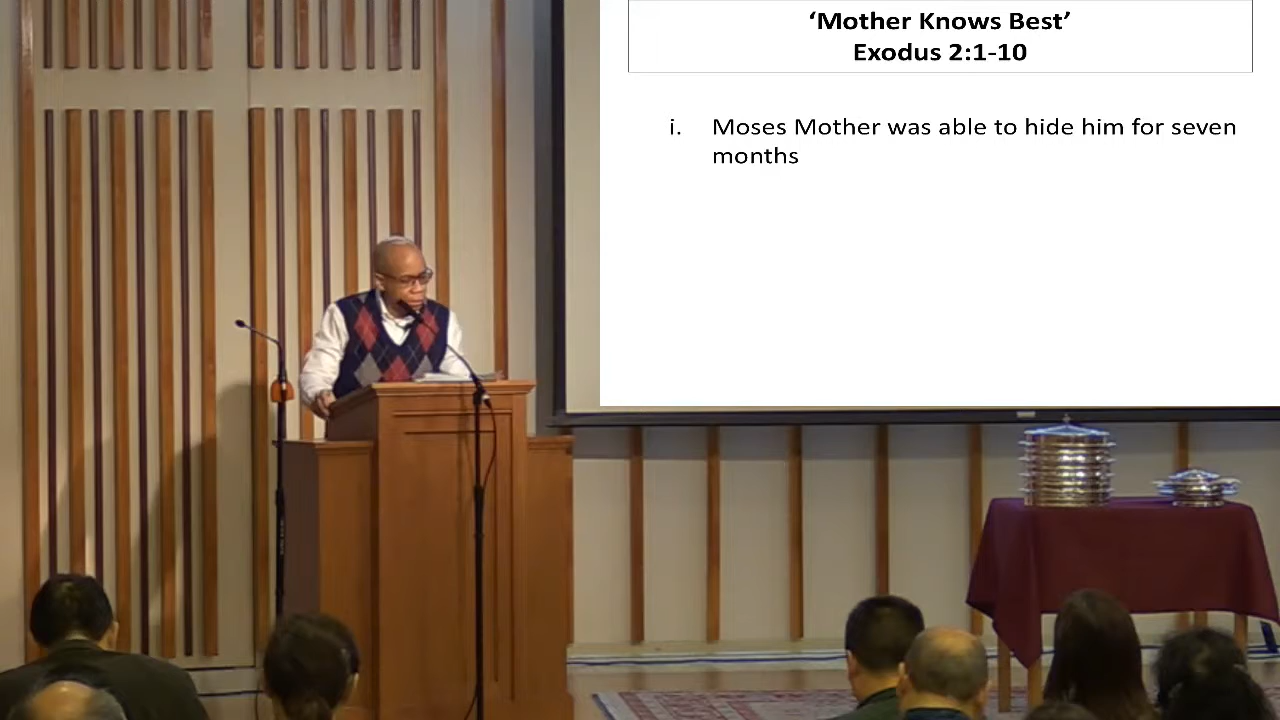 ‘Mother Knows Best’
Exodus 2:1-10
i. Moses Mother was able to hide him for seven
months